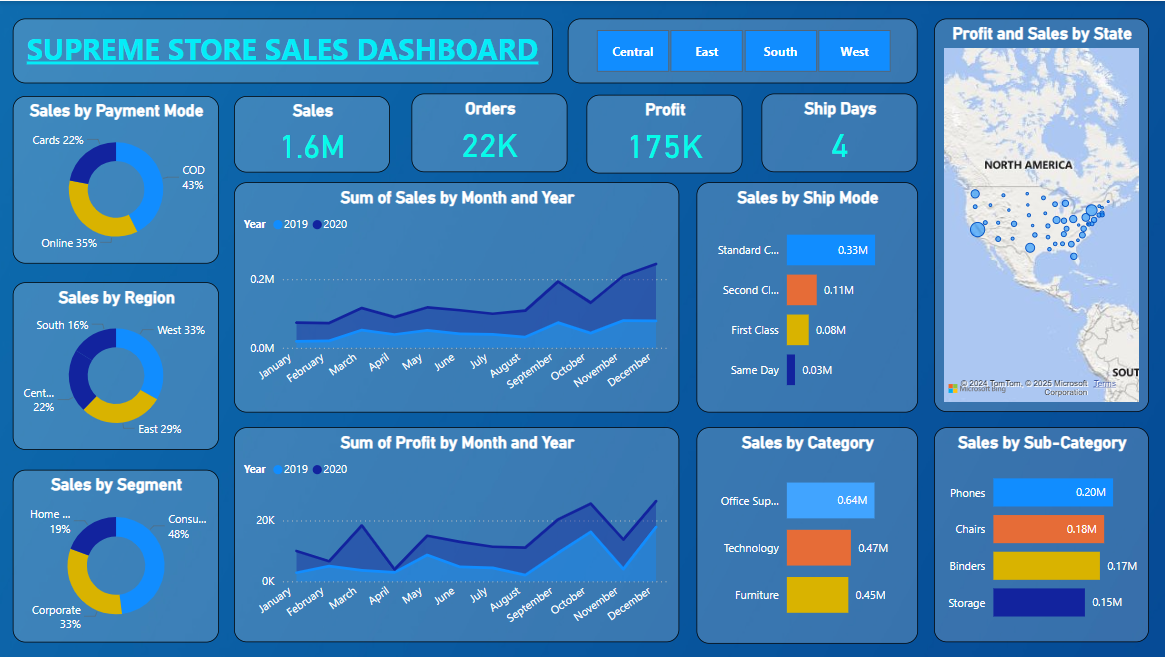 SUPREME STORE SALES DASHBOARD
Central
East
South
West
Profit and Sales by State
NORTH AMERICA
SOUT
© 2024 TomTom, © 2025 Microsoft Corporation
Terms
Microsoft Bing
Sales by Payment Mode
Cards 22%
COD
43%
Online 35%
Sales
1.6M
Orders
22K
Profit
175K
Ship Days
4
Sum of Sales by Month and Year
Year 2019 2020
0.2M
0.0M
January
February
March
April
May
June
July
August
September
October
November
December
Sales by Ship Mode
Standard C... 0.33M
Second Cl... 0.11M
First Class 0.08M
Same Day 0.03M
Sales by Region
South 16%
West 33%
Cent...
22%
East 29%
Sum of Profit by Month and Year
Year 2019 2020
20K
0K
January
February
March
April
May
June
July
August
September
October
November
December
Sales by Category
Office Sup... 0.64M
Technology 0.47M
Furniture 0.45M
Sales by Sub-Category
Phones 0.20M
Chairs 0.18M
Binders 0.17M
Storage 0.15M
Sales by Segment
Home ...
19%
Consu...
48%
Corporate
33%